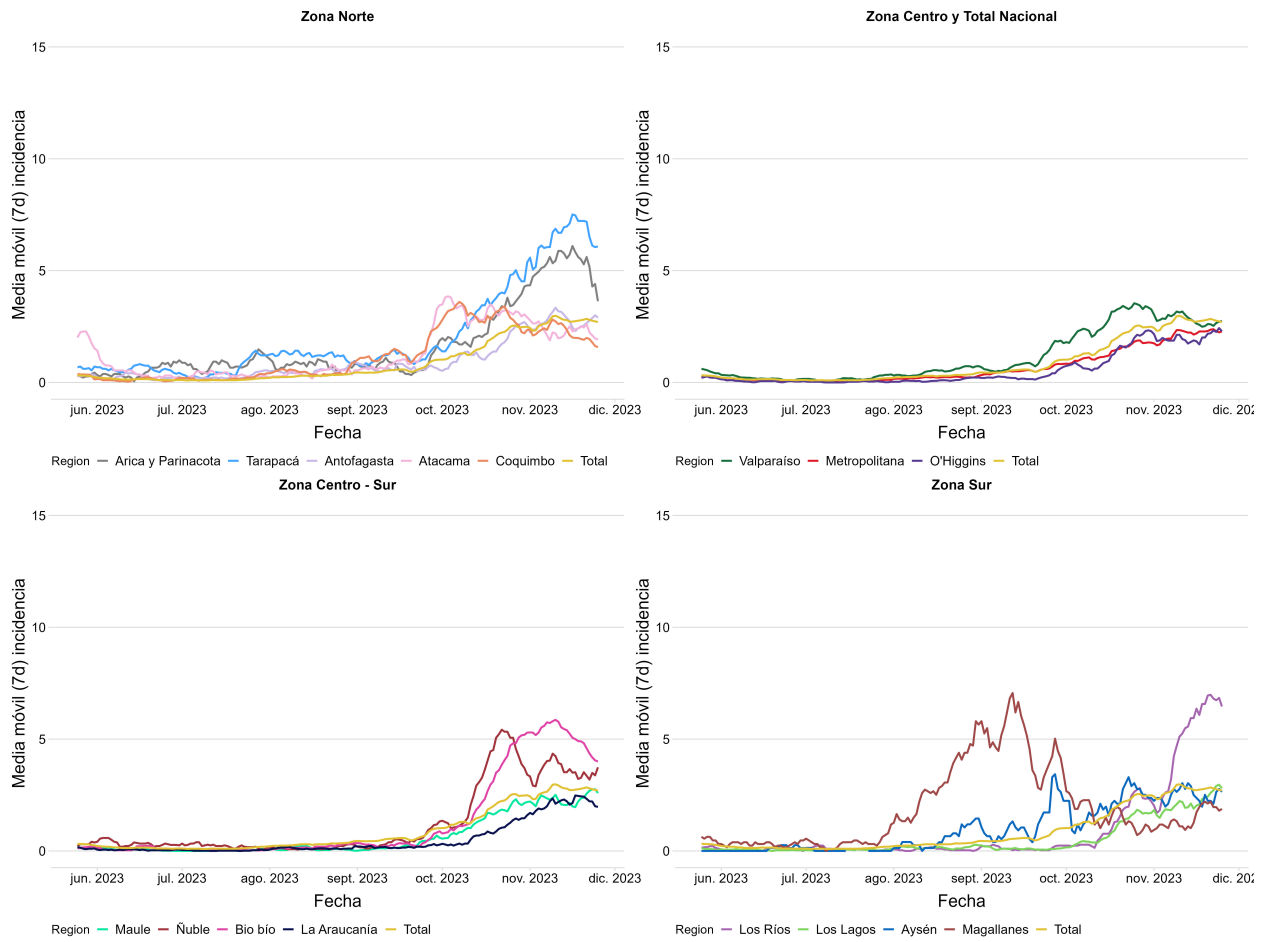 Zona Norte
15
10
5
0
Media móvil (7d) incidencia
jun. 2023 jul. 2023 ago. 2023 sept. 2023 oct. 2023 nov. 2023 dic. 2023
Fecha
Region Arica y Parinacota Tarapacá Antofagasta Atacama Coquimbo Total
Zona Centro y Total Nacional
15
10
5
0
Media móvil (7d) incidencia
jun. 2023 jul. 2023 ago. 2023 sept. 2023 oct. 2023 nov. 2023 dic. 202
Fecha
Region Valparaíso Metropolitana O'Higgins Total
Zona Centro - Sur
15
10
5
0
Media móvil (7d) incidencia
jun. 2023 jul. 2023 ago. 2023 sept. 2023 oct. 2023 nov. 2023 dic. 2023
Fecha
Region Maule Ñuble Bio bío La Araucanía Total
Zona Sur
15
10
5
0
Media móvil (7d) incidencia
jun. 2023 jul. 2023 ago. 2023 sept. 2023 oct. 2023 nov. 2023 dic. 202
Fecha
Region Los Ríos Los Lagos Aysén Magallanes Total